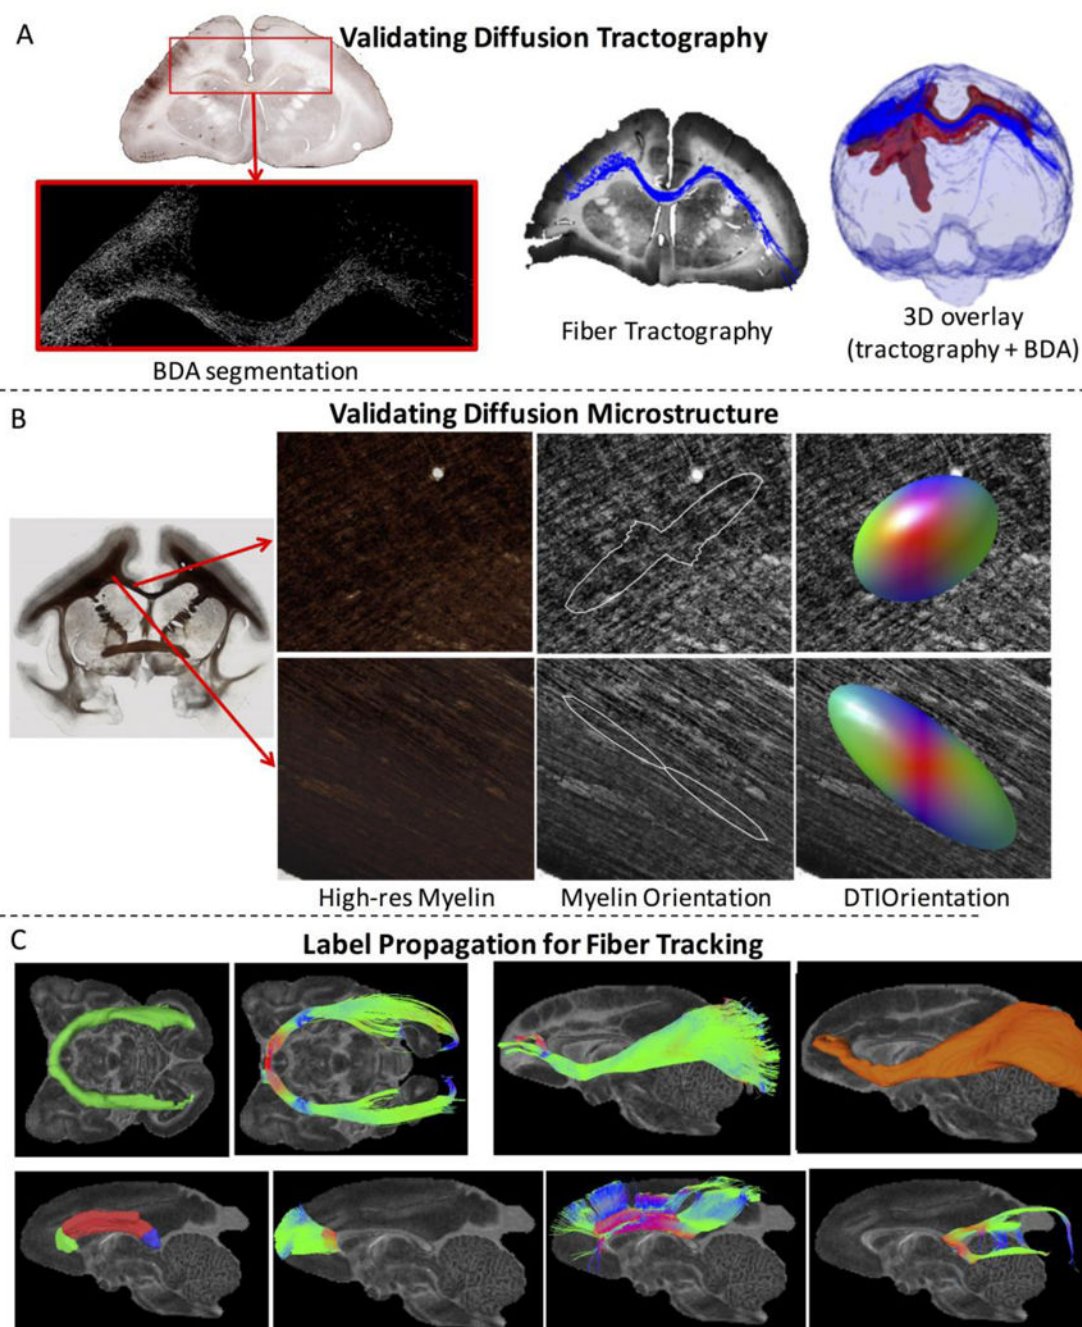 A
Validating Diffusion Tractography
BDA segmentation
Fiber Tractography
3D overlay
(tractography + BDA)
B
Validating Diffusion Microstructure
High-res Myelin
Myelin Orientation
DTIOrientation
C
Label Propagation for Fiber Tracking